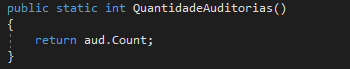 public static int QuantidadeAuditorias()
{
return aud.Count;
}